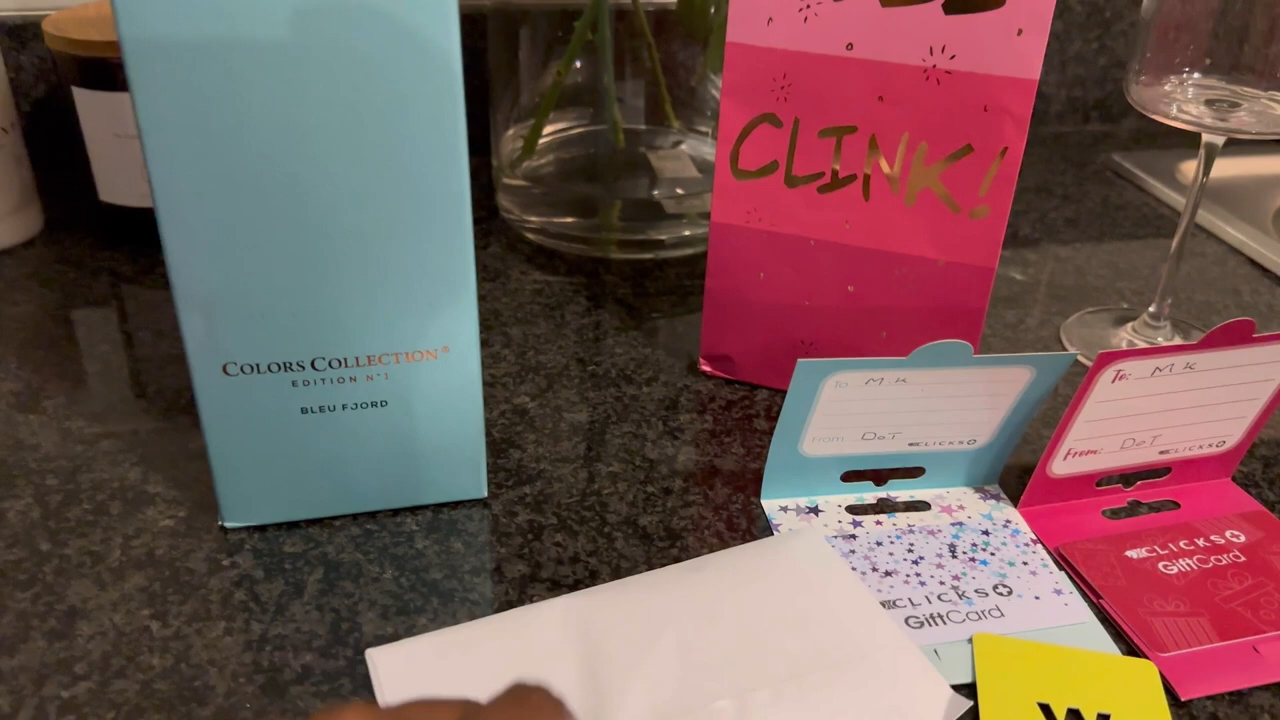 COLORS COLLECTION®
EDITION N°1
BLEU FJORD
CLINK!
To: M.K
From: DOT
CLICKS
CLICKS
GiftCard
To: MK
From: DOT
CLICKS
CLICKS
GiftCard
W